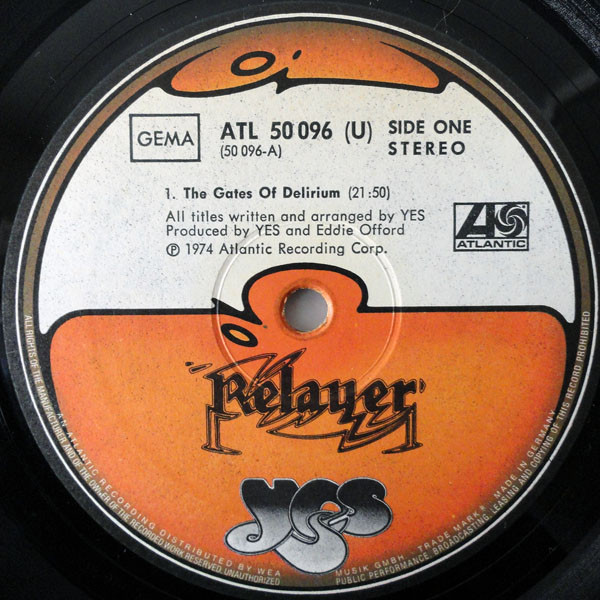 GEMA
ATL 50 096 (U)
(50 096-A)
SIDE ONE
STEREO
1. The Gates Of Delirium (21:50)
All titles written and arranged by YES
Produced by YES and Eddie Offord
℗ 1974 Atlantic Recording Corp.
ATLANTIC
"Relayer"
YES
ALL RIGHTS OF THE MANUFACTURER AND OF THE OWNER OF THE RECORDED WORK RESERVED. UNAUTHORIZED
PUBLIC PERFORMANCE, BROADCASTING, LEASING AND COPYING OF THIS RECORD PROHIBITED
AN ATLANTIC RECORDING DISTRIBUTED BY WEA
MUSIK GMBH · TRADE MARK · MADE IN GERMANY